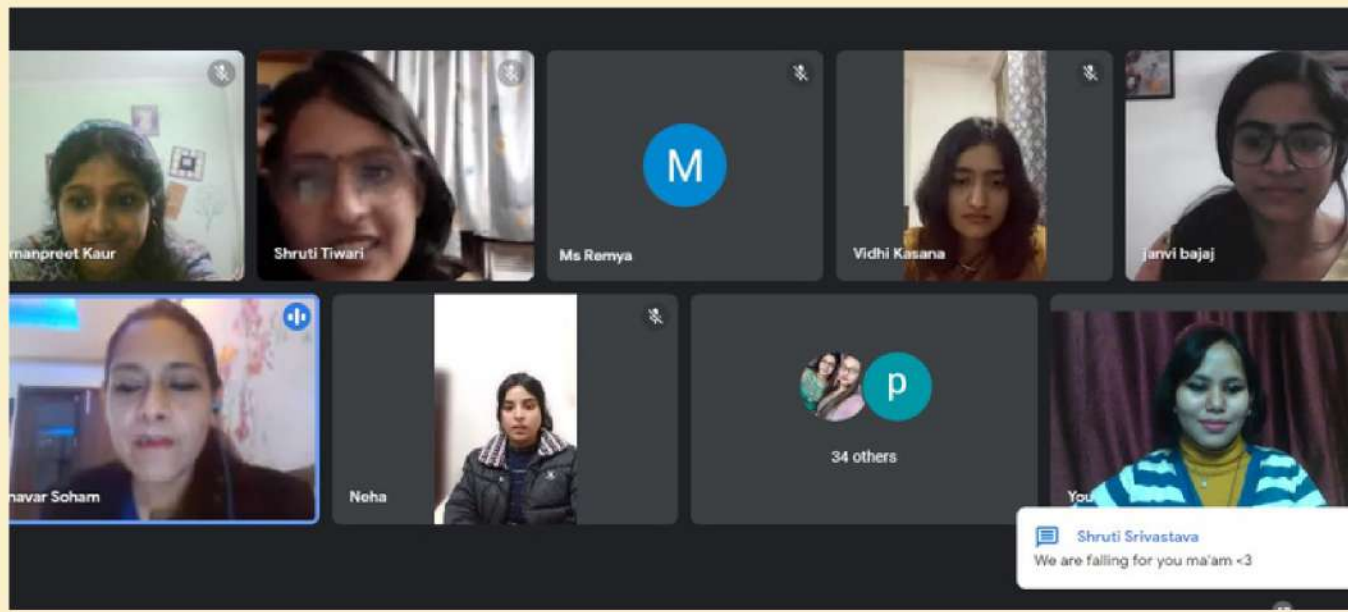 M
manpreet Kaur
Shruti Tiwari
Ms Remya
Vidhi Kasana
janvi bajaj
p
34 others
navar Soham
Neha
You
Shruti Srivastava
We are falling for you ma'am <3